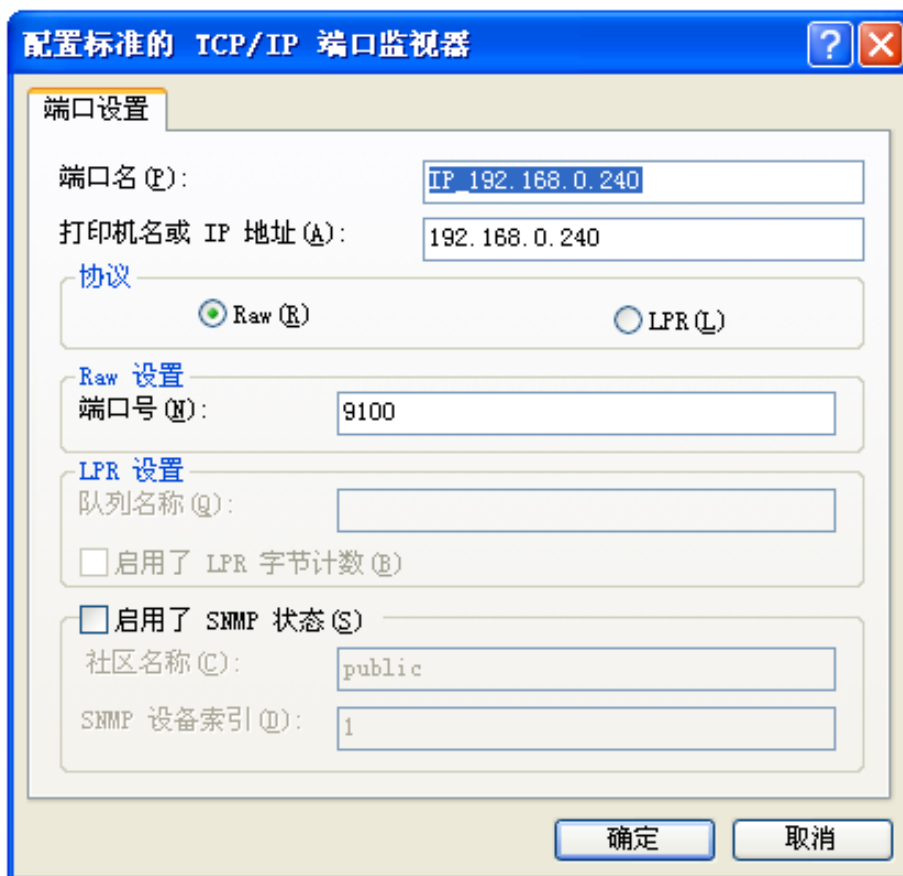 配置标准的 TCP/IP 端口监视器
端口设置
端口名(P): IP_192.168.0.240
打印机名或 IP 地址(A): 192.168.0.240
协议
Raw(R) LPR(L)
Raw 设置
端口号(N): 9100
LPR 设置
队列名称(Q):
启用了 LPR 字节计数(B)
启用了 SNMP 状态(S)
社区名称(C): public
SNMP 设备索引(D): 1
确定 取消